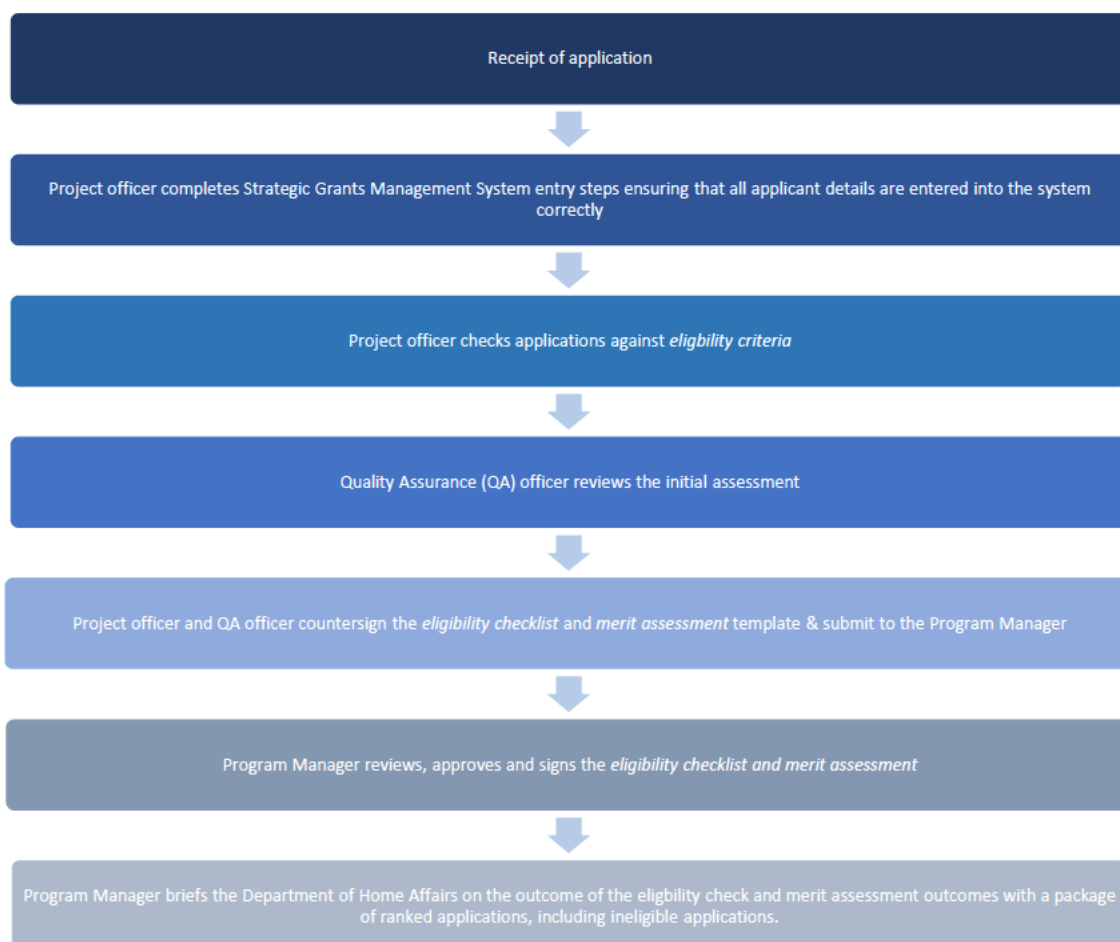 Receipt of application
Project officer completes Strategic Grants Management System entry steps ensuring that all applicant details are entered into the system
correctly
Project officer checks applications against eligbility criteria
Quality Assurance (QA) officer reviews the initial assessment
Project officer and QA officer countersign the eligibility checklist and merit assessment template & submit to the Program Manager
Program Manager reviews, approves and signs the eligibility checklist and merit assessment
Program Manager briefs the Department of Home Affairs on the outcome of the eligbility check and merit assessment outcomes with a package
of ranked applications, including ineligible applications.